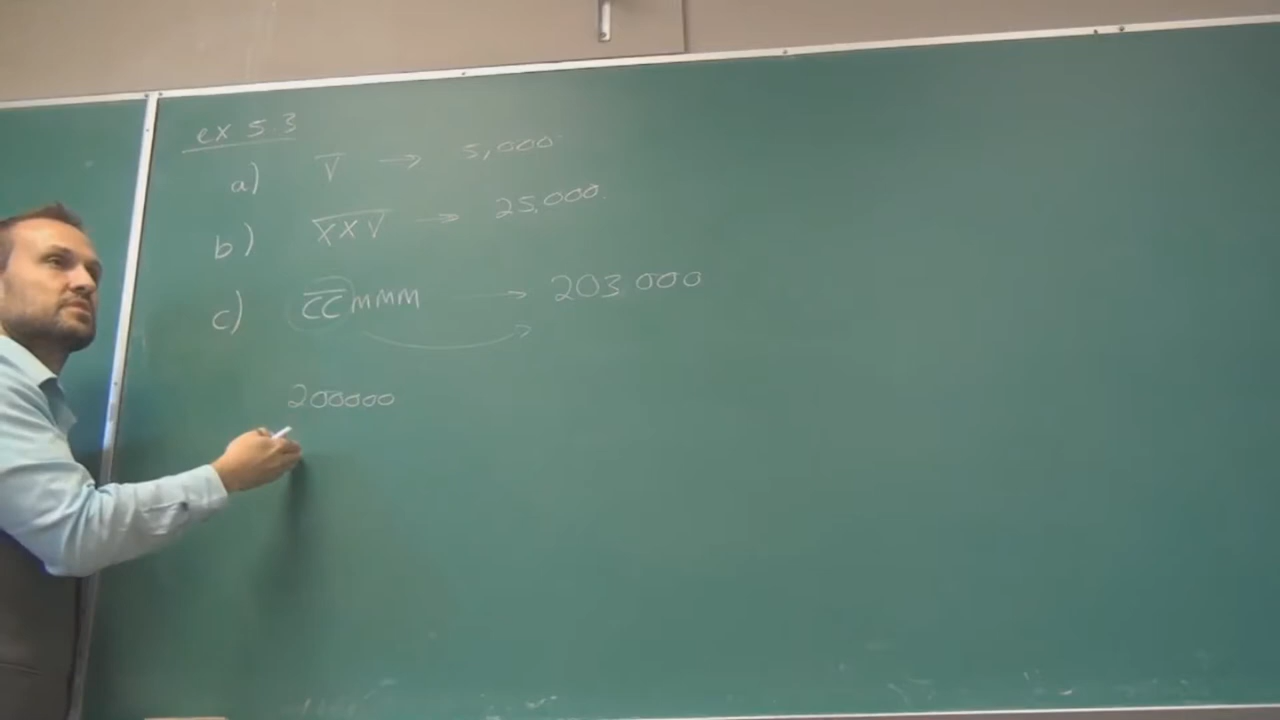 ex 5.3
a) V̅ → 5,000
b) X̅X̅V̅ → 25,000.
c) C̅C̅MMM → 203 000
200000